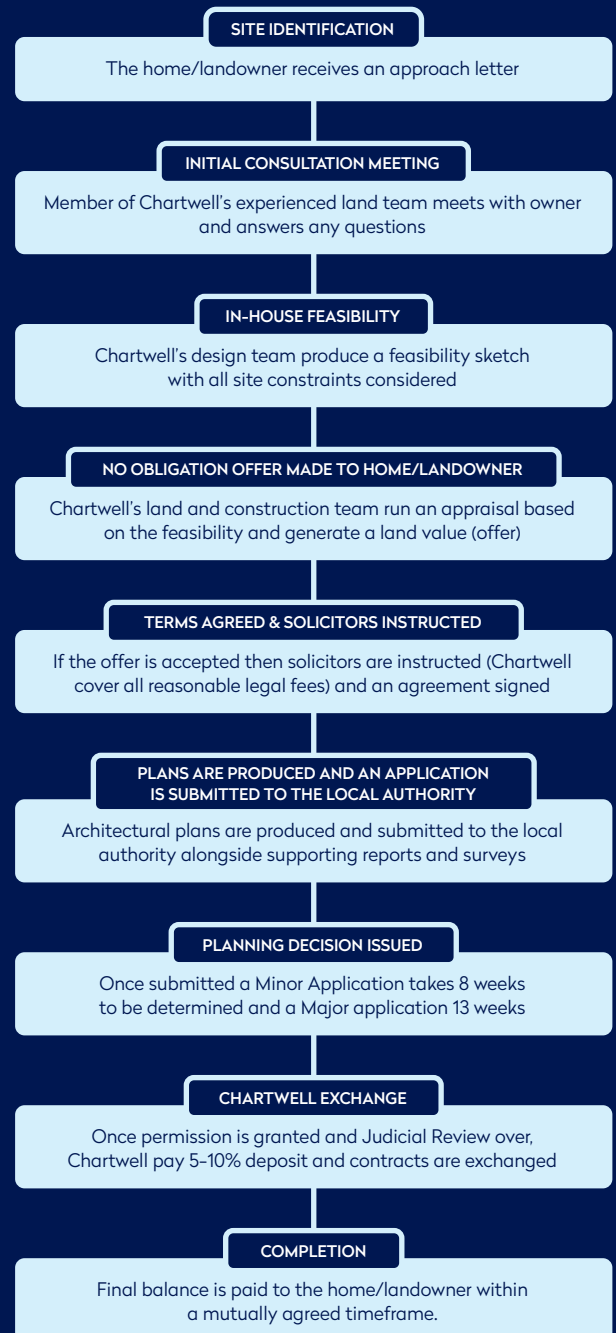 SITE IDENTIFICATION
The home/landowner receives an approach letter
INITIAL CONSULTATION MEETING
Member of Chartwell's experienced land team meets with owner
and answers any questions
IN-HOUSE FEASIBILITY
Chartwell's design team produce a feasibility sketch
with all site constraints considered
NO OBLIGATION OFFER MADE TO HOME/LANDOWNER
Chartwell's land and construction team run an appraisal based
on the feasibility and generate a land value (offer)
TERMS AGREED & SOLICITORS INSTRUCTED
If the offer is accepted then solicitors are instructed (Chartwell
cover all reasonable legal fees) and an agreement signed
PLANS ARE PRODUCED AND AN APPLICATION
IS SUBMITTED TO THE LOCAL AUTHORITY
Architectural plans are produced and submitted to the local
authority alongside supporting reports and surveys
PLANNING DECISION ISSUED
Once submitted a Minor Application takes 8 weeks
to be determined and a Major application 13 weeks
CHARTWELL EXCHANGE
Once permission is granted and Judicial Review over,
Chartwell pay 5-10% deposit and contracts are exchanged
COMPLETION
Final balance is paid to the home/landowner within
a mutually agreed timeframe.